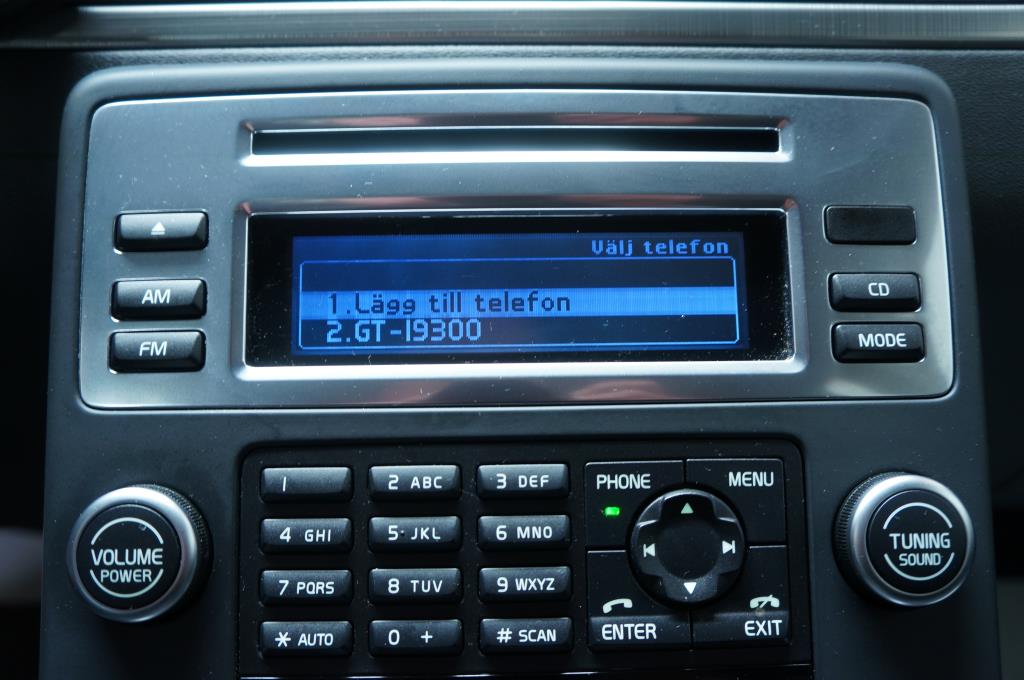 Välj telefon
1.Lägg till telefon
2.GT-I9300
AM
FM
CD
MODE
1
2 ABC
3 DEF
4 GHI
5 JKL
6 MNO
7 PQRS
8 TUV
9 WXYZ
* AUTO
0 +
# SCAN
PHONE
MENU
ENTER
EXIT
VOLUME
POWER
TUNING
SOUND